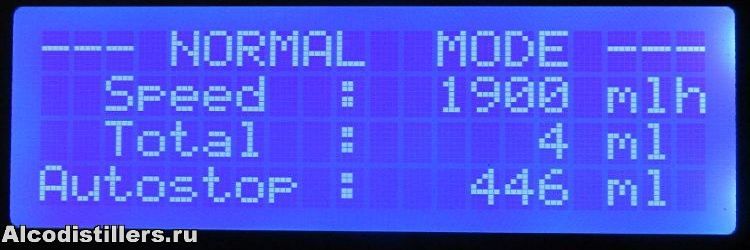 --- NORMAL MODE ---
Speed : 1900 mlh
Total : 4 ml
Autostop : 446 ml
Alcodistillers.ru